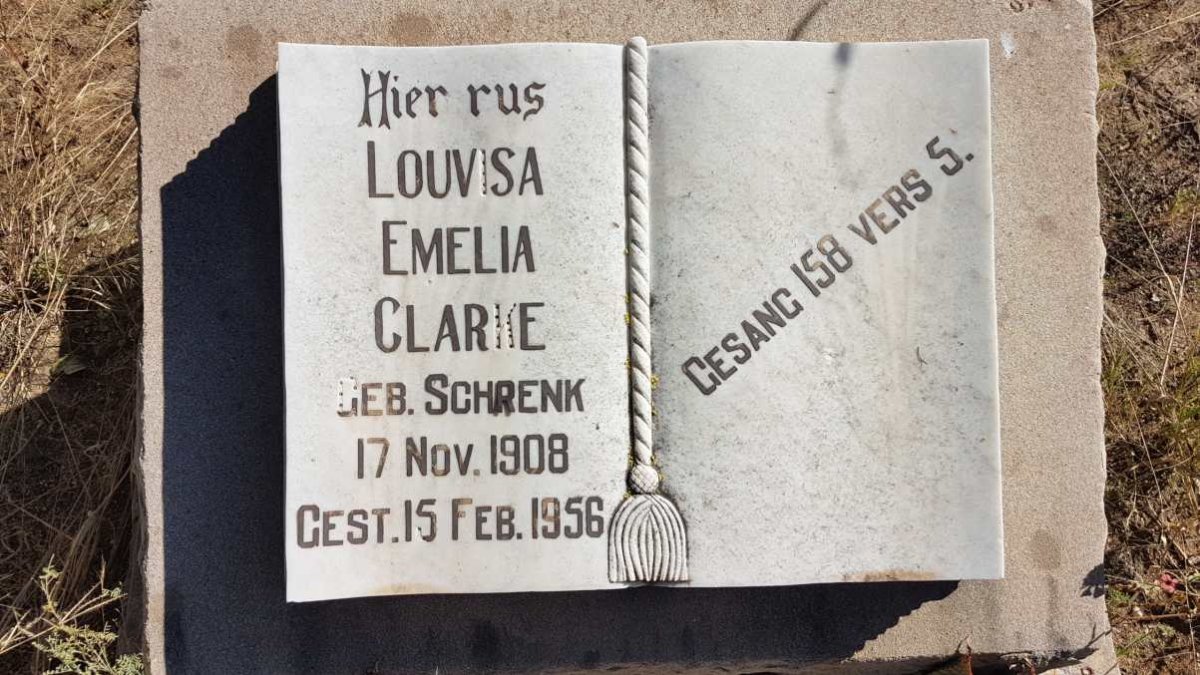 Hier rus
LOUVISA
EMELIA
CLARKE
GEB. SCHRENK
17 NOV. 1908
GEST. 15 FEB. 1956
GESANG 158 VERS 5.